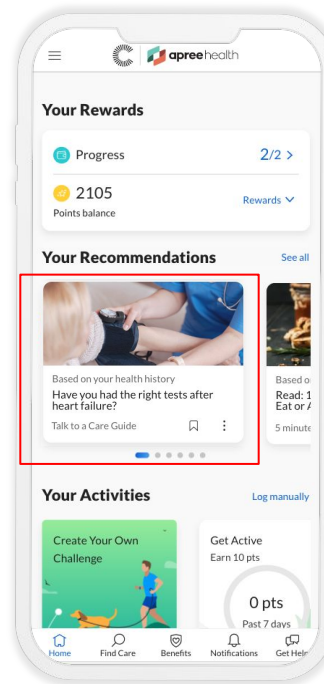 apree health
Your Rewards
Progress 2/2 >
2105 Rewards
Points balance
Your Recommendations See all
Based on your health history
Have you had the right tests after
heart failure?
Talk to a Care Guide
Based o
Read: 1
Eat or A
5 minute
Your Activities Log manually
Create Your Own
Challenge
Get Active
Earn 10 pts
0 pts
Past 7 days
Home Find Care Benefits Notifications Get Help